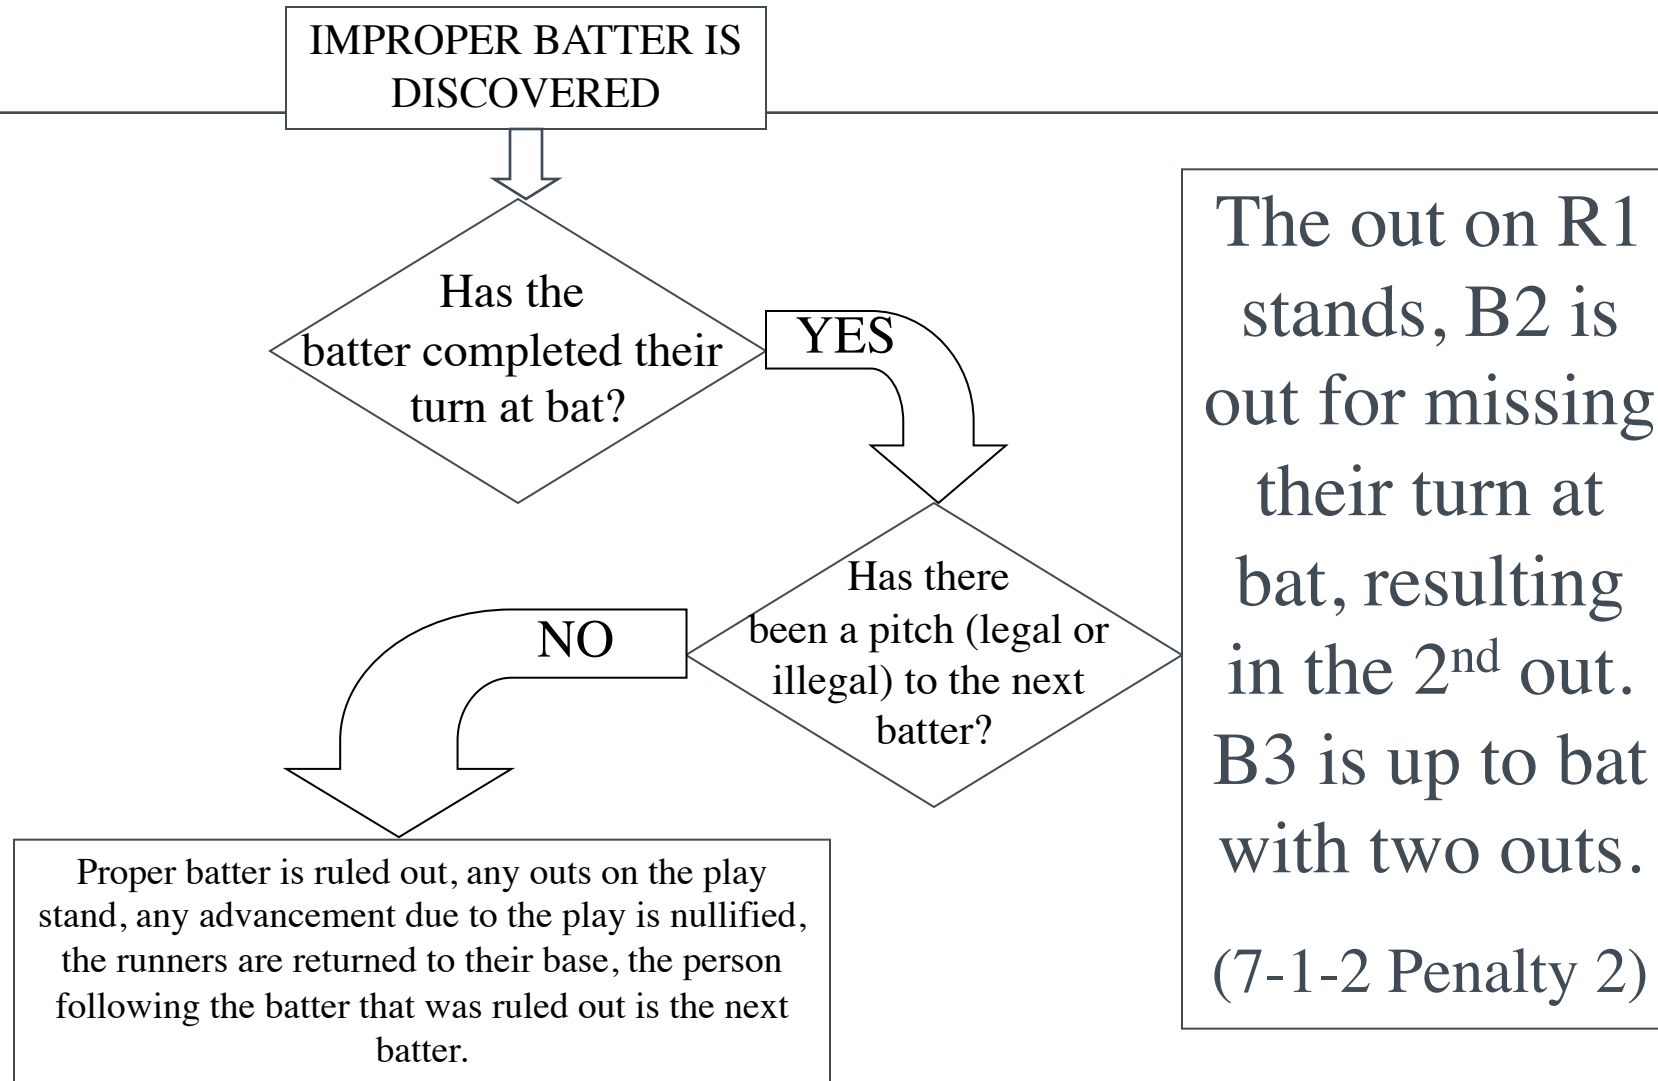 IMPROPER BATTER IS
DISCOVERED
Has the
batter completed their
turn at bat?
YES
Has there
been a pitch (legal or
illegal) to the next
batter?
NO
Proper batter is ruled out, any outs on the play
stand, any advancement due to the play is nullified,
the runners are returned to their base, the person
following the batter that was ruled out is the next
batter.
The out on R1
stands, B2 is
out for missing
their turn at
bat, resulting
in the 2nd out.
B3 is up to bat
with two outs.
(7-1-2 Penalty 2)